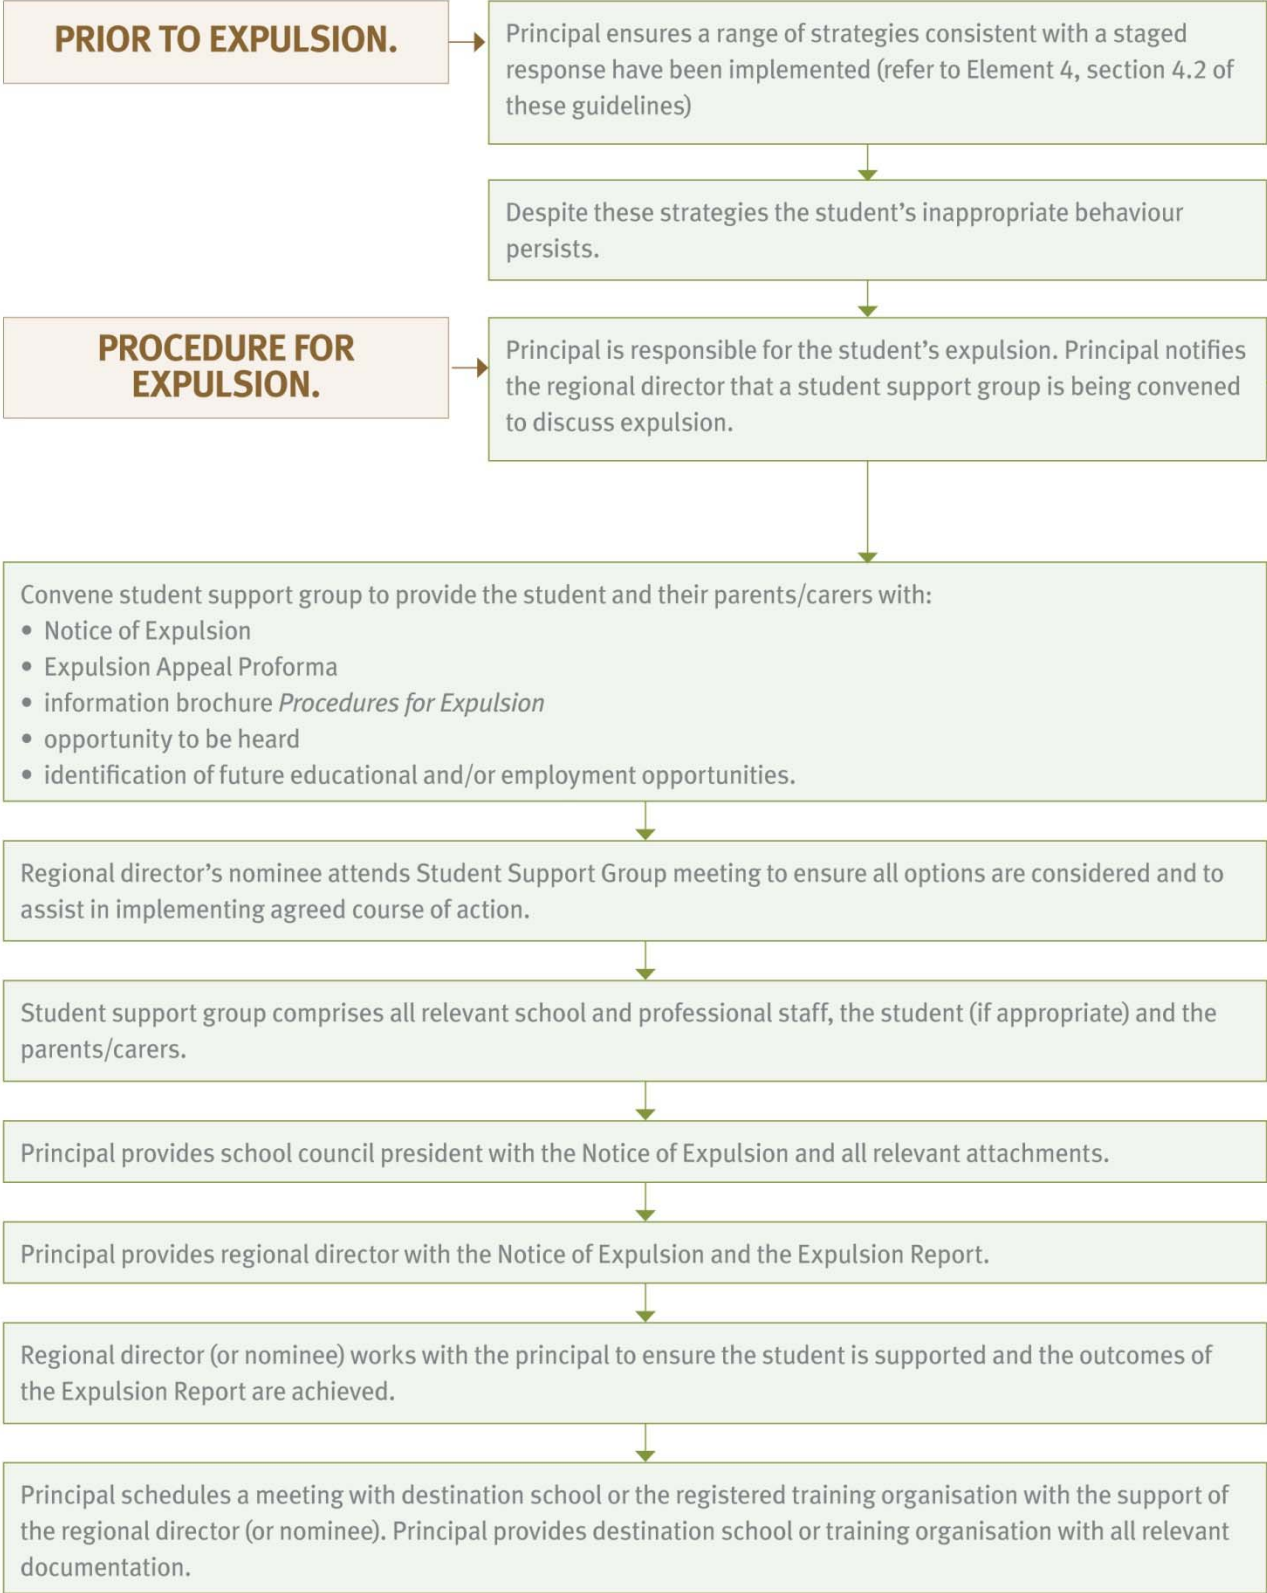 PRIOR TO EXPULSION.
Principal ensures a range of strategies consistent with a staged
response have been implemented (refer to Element 4, section 4.2 of
these guidelines)
Despite these strategies the student’s inappropriate behaviour
persists.
PROCEDURE FOR
EXPULSION.
Principal is responsible for the student’s expulsion. Principal notifies
the regional director that a student support group is being convened
to discuss expulsion.
Convene student support group to provide the student and their parents/carers with:
• Notice of Expulsion
• Expulsion Appeal Proforma
• information brochure Procedures for Expulsion
• opportunity to be heard
• identification of future educational and/or employment opportunities.
Regional director’s nominee attends Student Support Group meeting to ensure all options are considered and to
assist in implementing agreed course of action.
Student support group comprises all relevant school and professional staff, the student (if appropriate) and the
parents/carers.
Principal provides school council president with the Notice of Expulsion and all relevant attachments.
Principal provides regional director with the Notice of Expulsion and the Expulsion Report.
Regional director (or nominee) works with the principal to ensure the student is supported and the outcomes of
the Expulsion Report are achieved.
Principal schedules a meeting with destination school or the registered training organisation with the support of
the regional director (or nominee). Principal provides destination school or training organisation with all relevant
documentation.